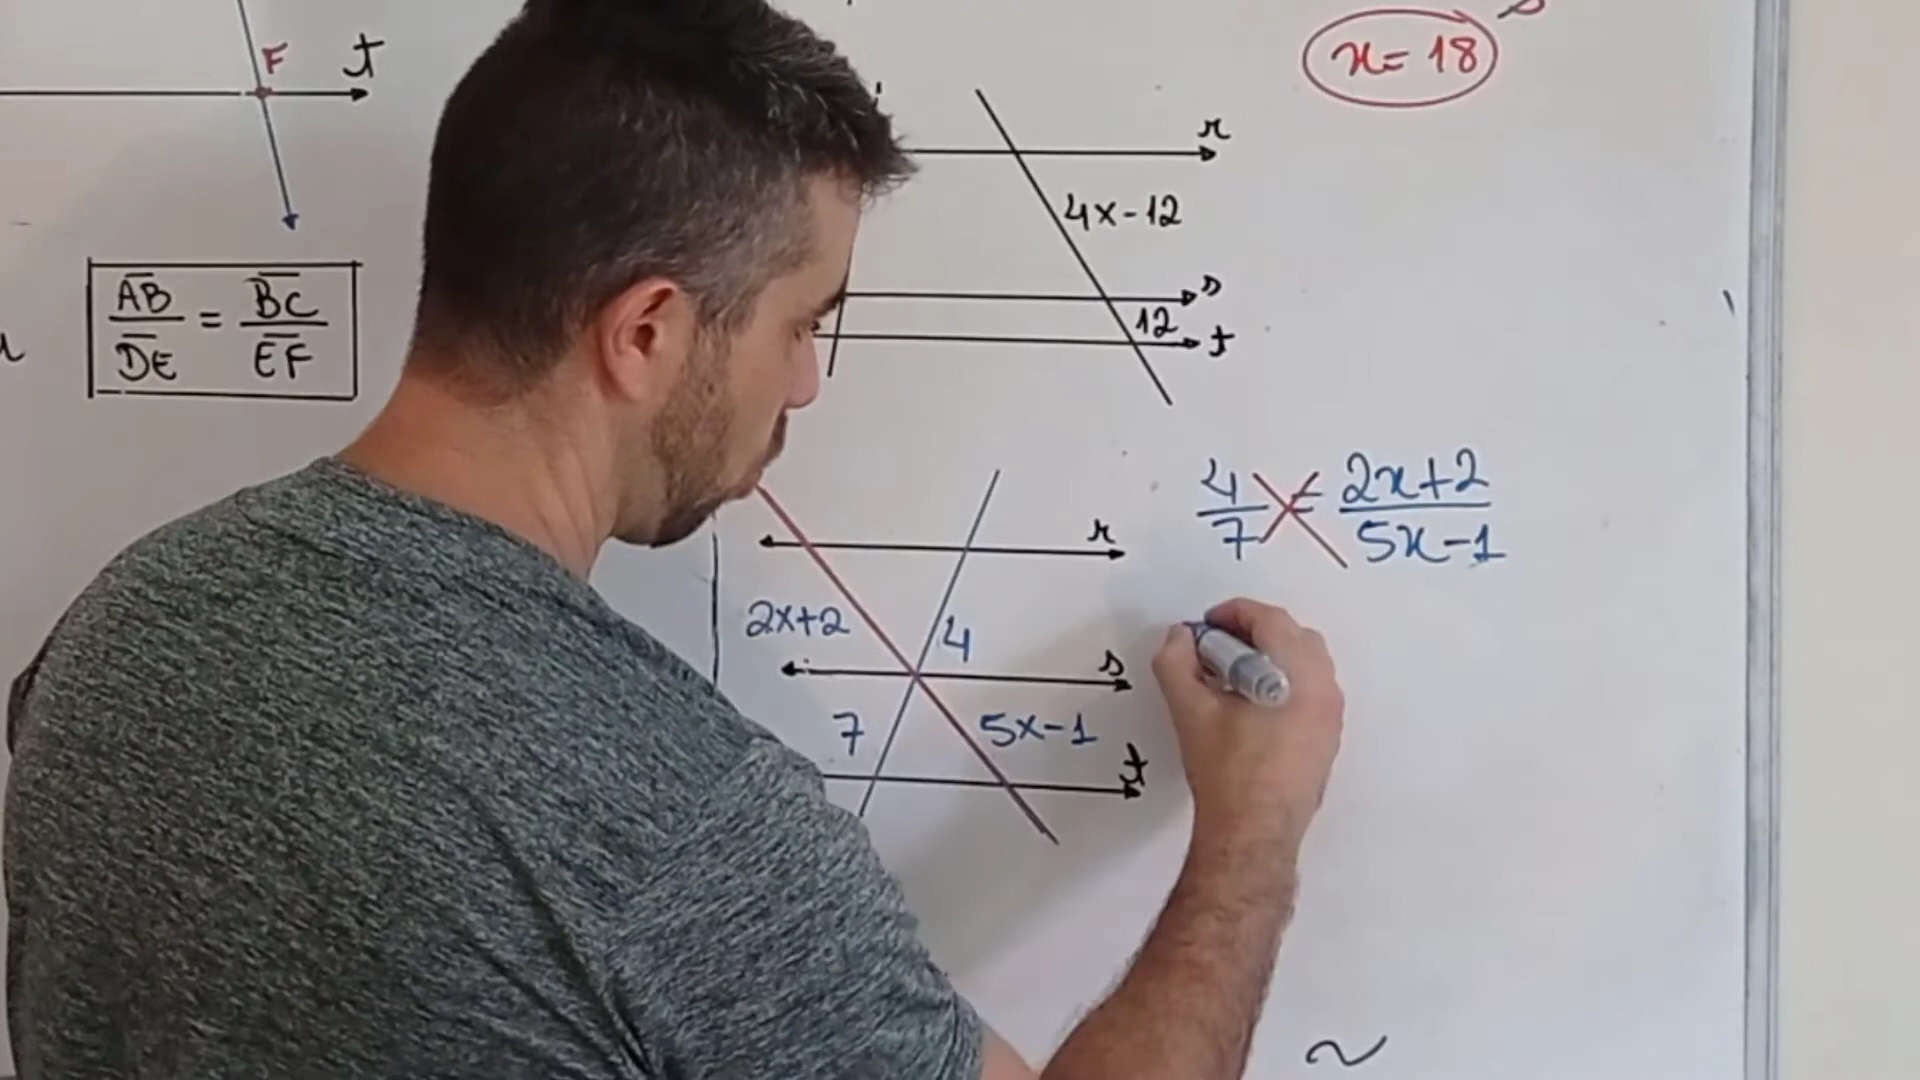 F t
AB/DE = BC/EF
x = 18
r
4x-12
s
12
t
4/7 = 2x+2/5x-1
r
2x+2
4
s
7
5x-1
t
~